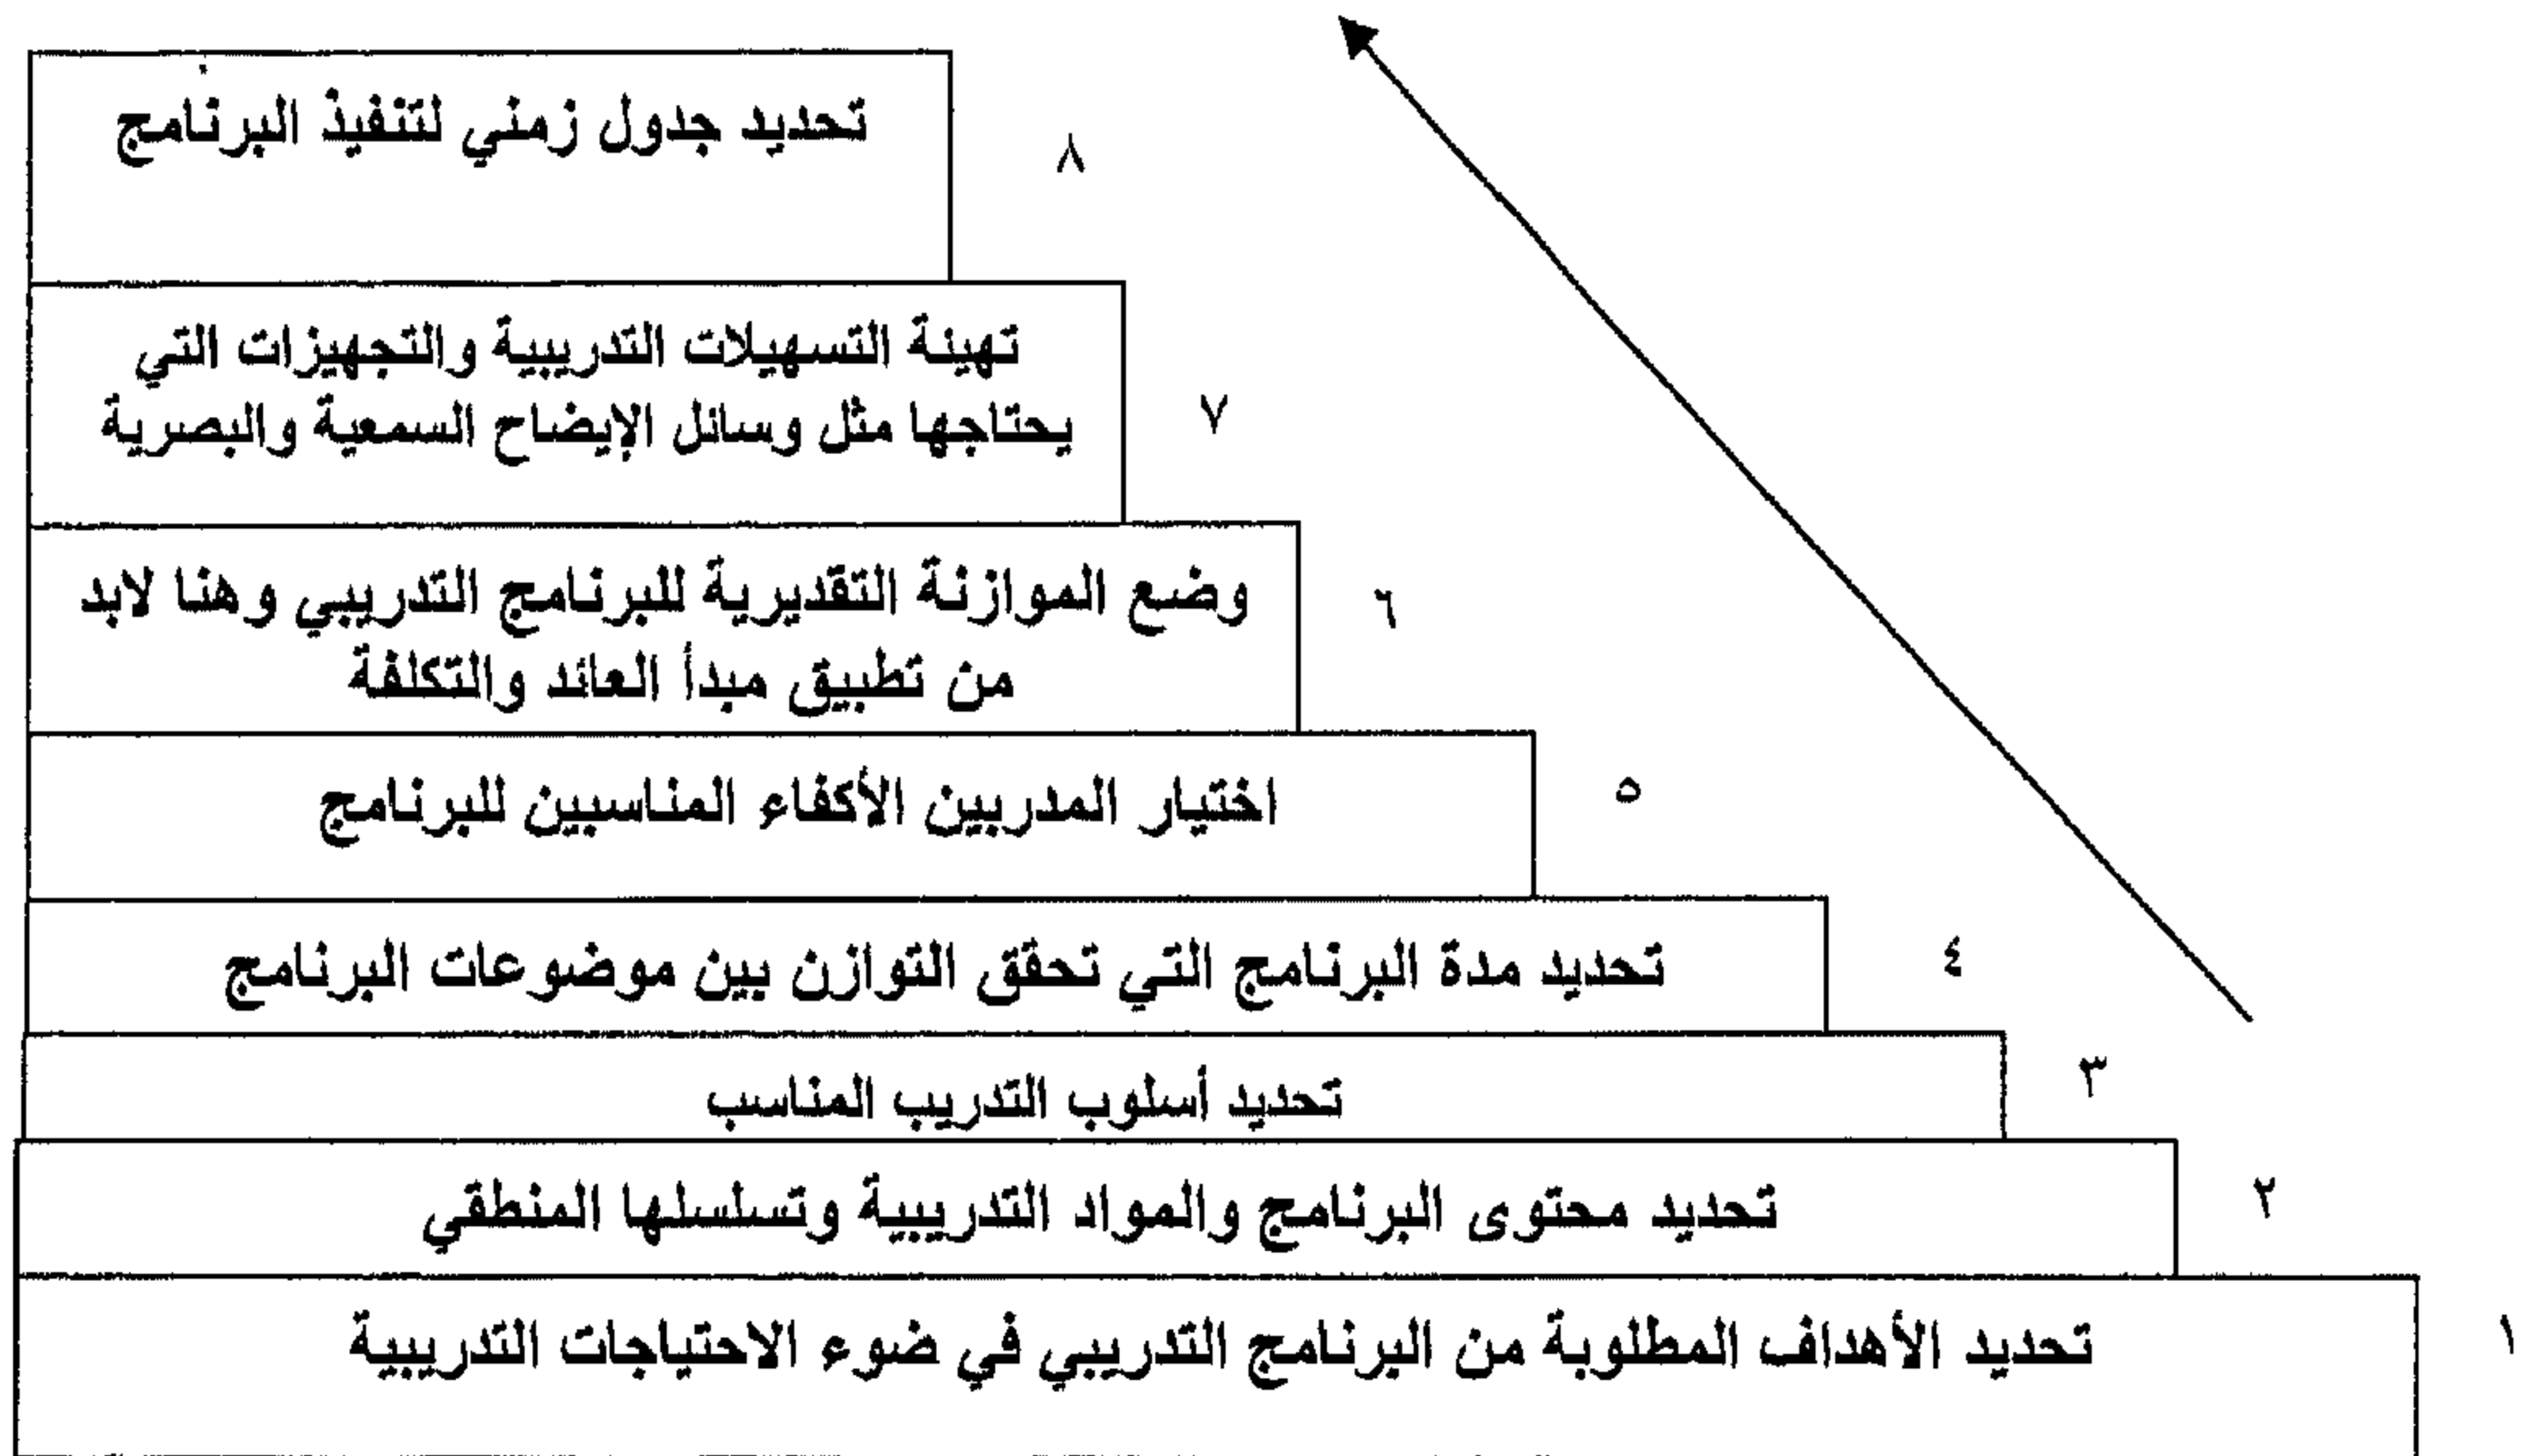 تحديد جدول زمني لتنفيذ البرنامج
٨
تهيئة التسهيلات التدريبية والتجهيزات التي
يحتاجها مثل وسائل الإيضاح السمعية والبصرية
٧
وضع الموازنة التقديرية للبرنامج التدريبي وهنا لابد
من تطبيق مبدأ العائد والتكلفة
٦
اختيار المدربين الأكفاء المناسبين للبرنامج
٥
تحديد مدة البرنامج التي تحقق التوازن بين موضوعات البرنامج
٤
تحديد أسلوب التدريب المناسب
٣
تحديد محتوى البرنامج والمواد التدريبية وتسلسلها المنطقي
٢
تحديد الأهداف المطلوبة من البرنامج التدريبي في ضوء الاحتياجات التدريبية
١